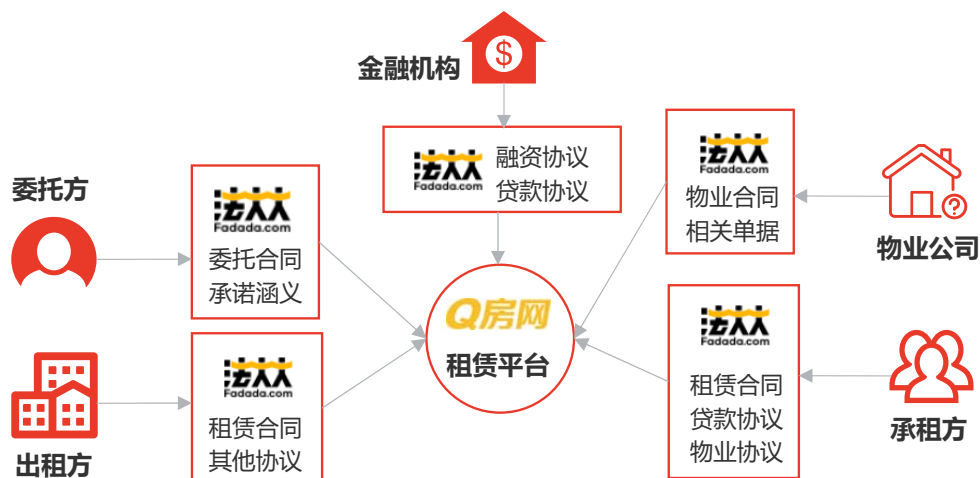 金融机构
$
法大大
Fadada.com
融资协议
贷款协议
委托方
法大大
Fadada.com
委托合同
承诺涵义
法大大
Fadada.com
物业合同
相关单据
?
物业公司
Q房网
租赁平台
出租方
法大大
Fadada.com
租赁合同
其他协议
法大大
Fadada.com
租赁合同
贷款协议
物业协议
承租方